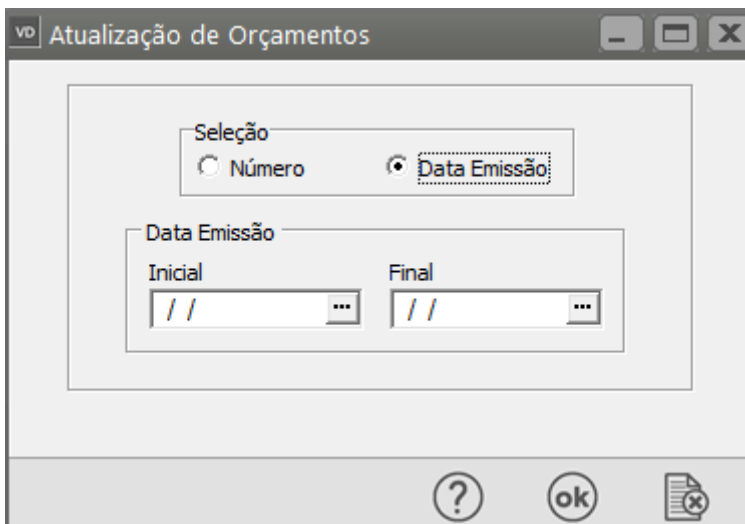 VD Atualização de Orçamentos
Seleção
Número Data Emissão
Data Emissão
Inicial Final
/ / ... / / ...
? ok